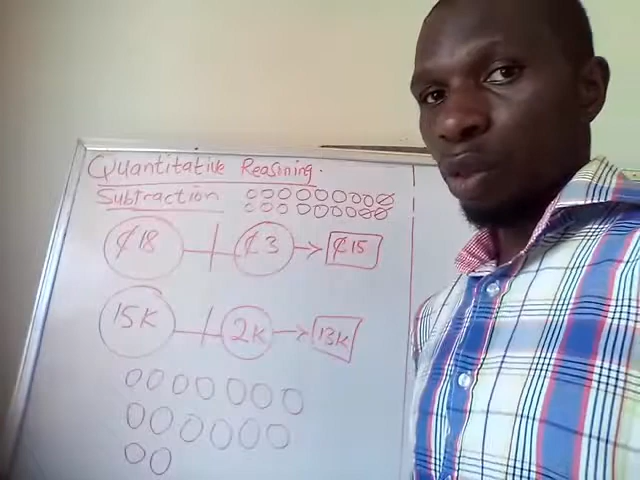 Quantitative Reasoning.
Subtraction
₵18 ₵3 ₵15
15K 2K 13K